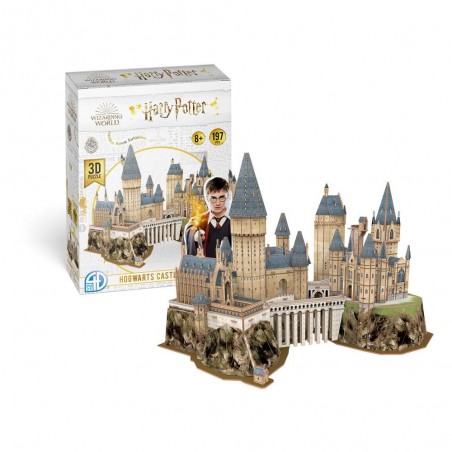 WIZARDING
WORLD
Harry Potter
8+
197
3D
PUZZLE
HOGWARTS CASTLE